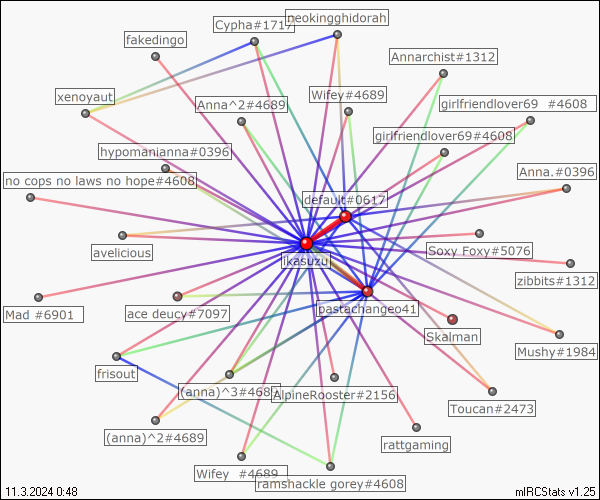 neokingghidorah
Cypha#1717
fakedingo
Annarchist#1312
xenoyaut
Wifey#4689
Anna^2#4689
girlfriendlover69 #4608
girlfriendlover69#4608
hypomanianna#0396
Anna.#0396
no cops no laws no hope#4608
default#0617
avelicious
Soxy Foxy#5076
ikasuzu
zibbits#1312
Mad #6901
ace deucy#7097
pastachangeo41
Skalman
Mushy#1984
frisout
(anna)^3#468
AlpineRooster#2156
Toucan#2473
(anna)^2#4689
rattgaming
Wifey #4689
ramshackle gorey#4608
11.3.2024 0:48
mIRCStats v1.25